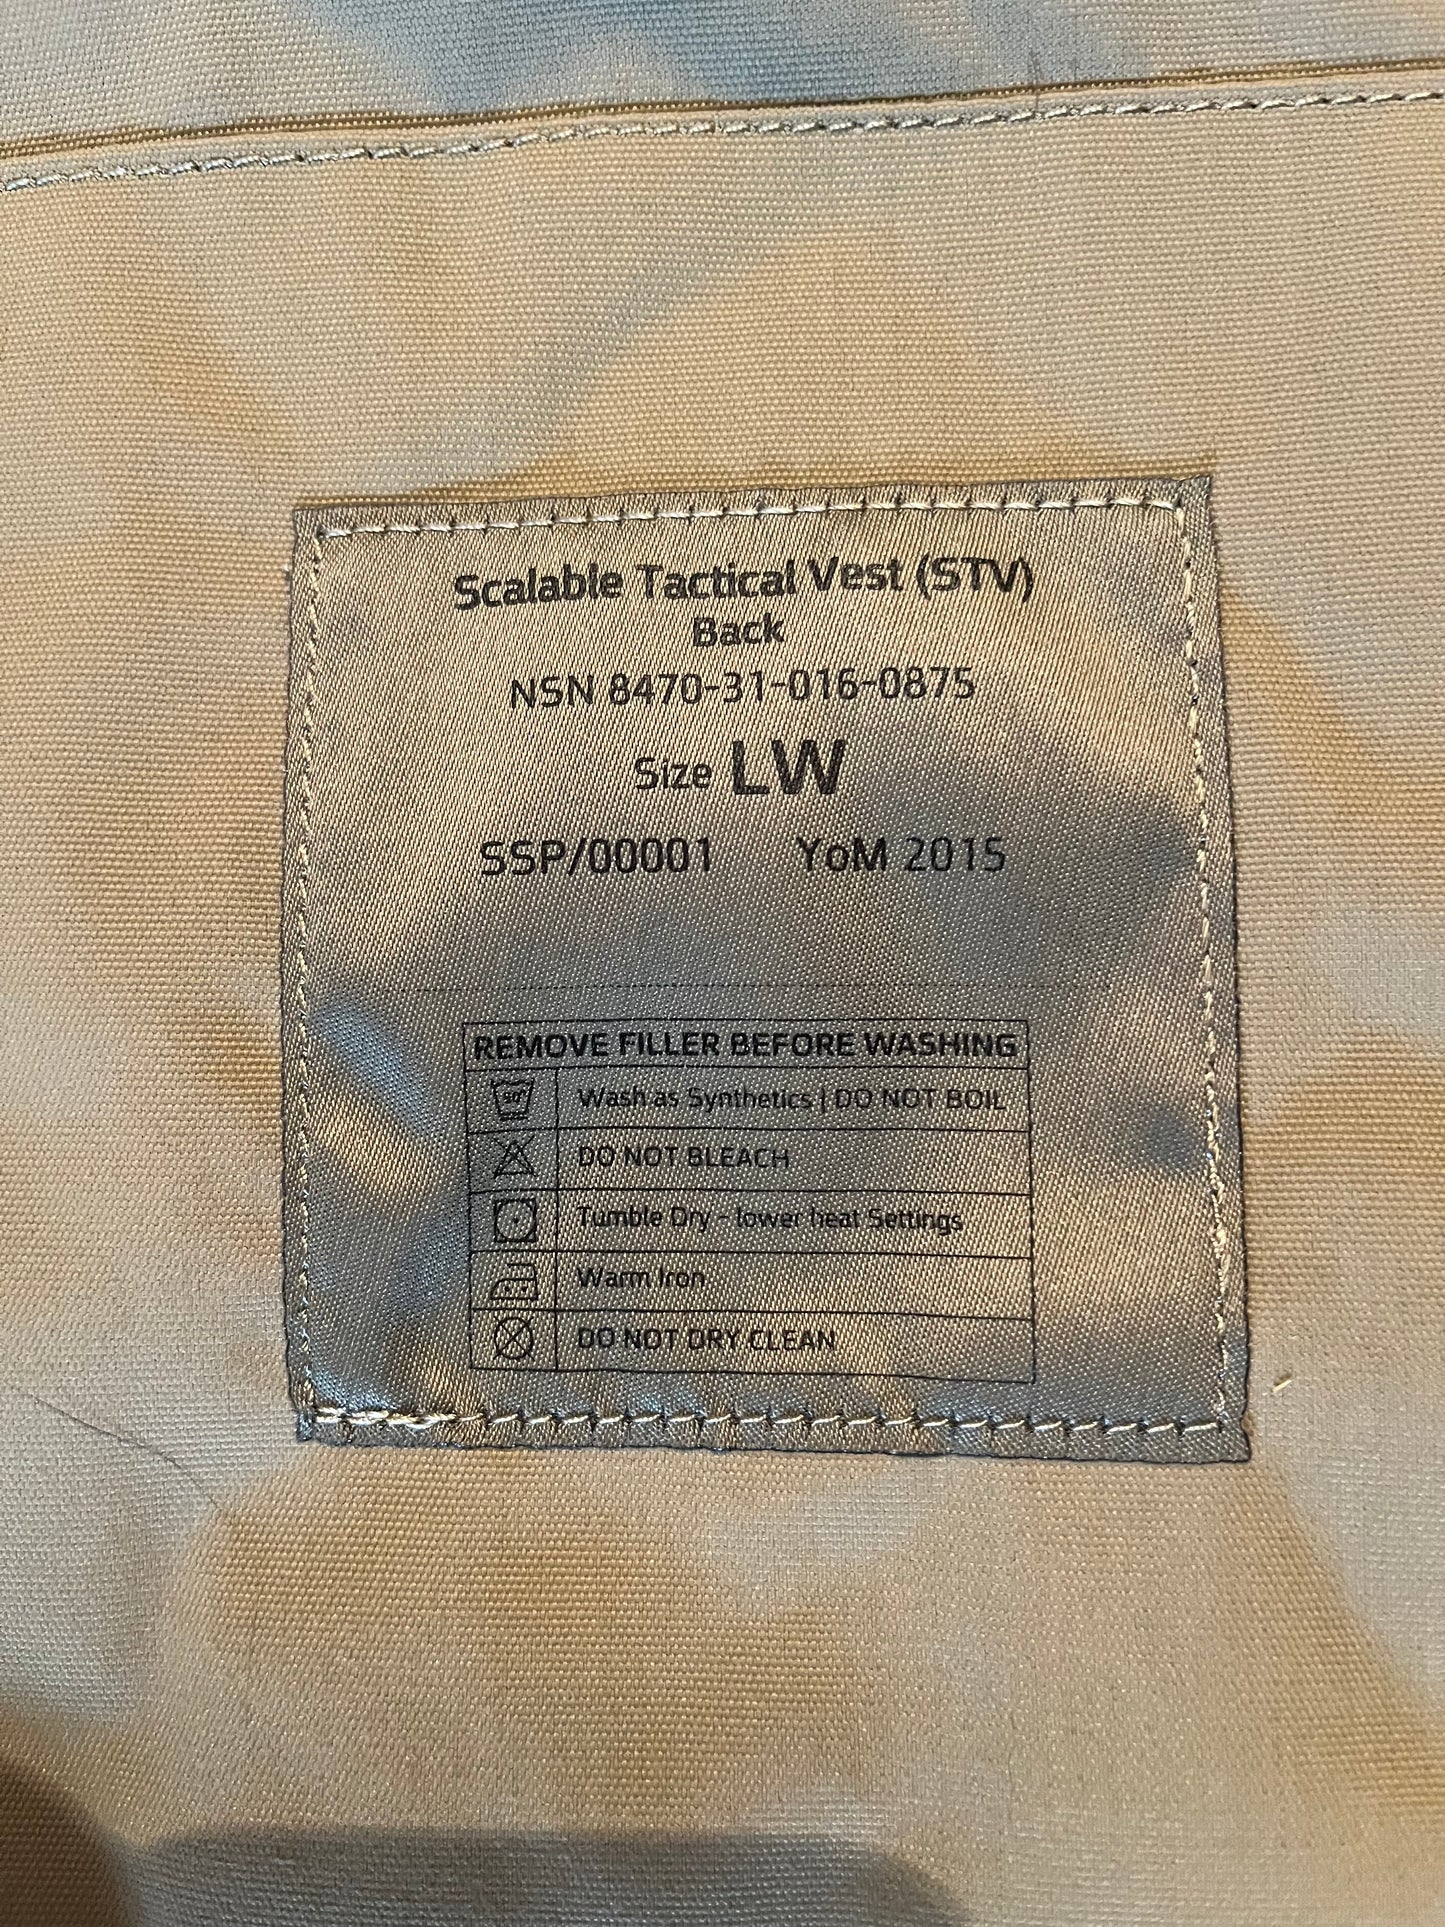 Scalable Tactical Vest (STV)
Back
NSN 8470-31-016-0875
Size LW
SSP/00001 YoM 2015
REMOVE FILLER BEFORE WASHING
50° Wash as Synthetics | DO NOT BOIL
DO NOT BLEACH
Tumble Dry - lower heat Settings
Warm Iron
DO NOT DRY CLEAN